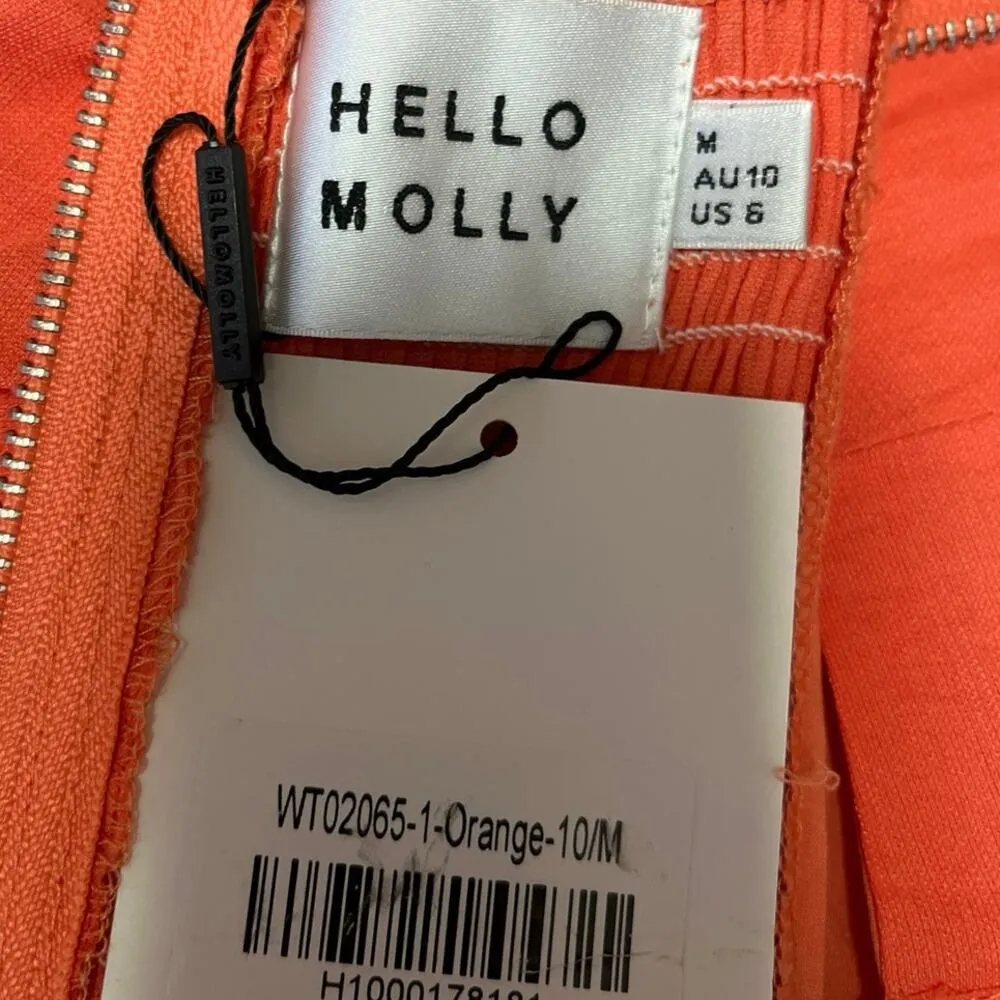 HELLO
MOLLY
M
AU10
US 6
HELLOMOLLY
WT02065-1-Orange-10/M